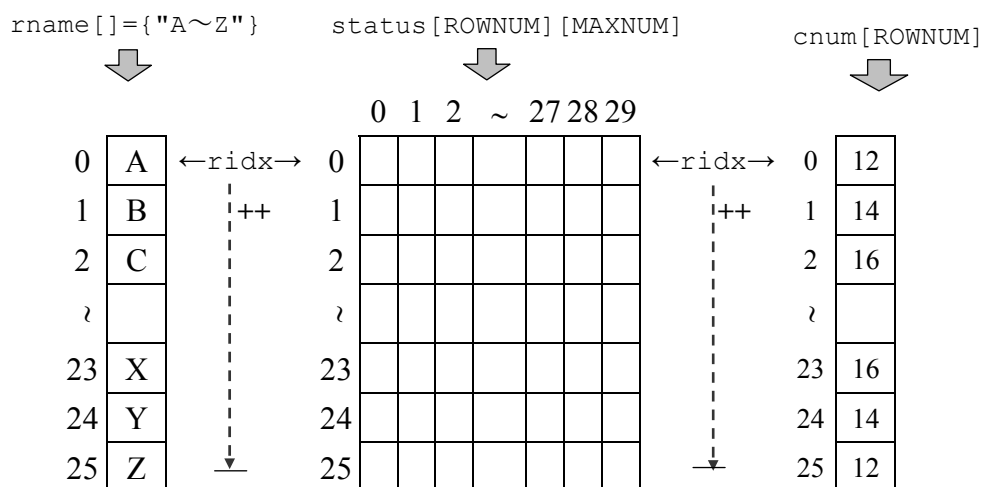 rname[]={"A～Z"} status[ROWNUM][MAXNUM] cnum[ROWNUM]
0 1 2 ～ 27 28 29
0 A ←ridx→ 0 ←ridx→ 0 12
1 B ++ 1 ++ 1 14
2 C 2 2 16
≀ ≀ ≀
23 X 23 23 16
24 Y 24 24 14
25 Z 25 25 12